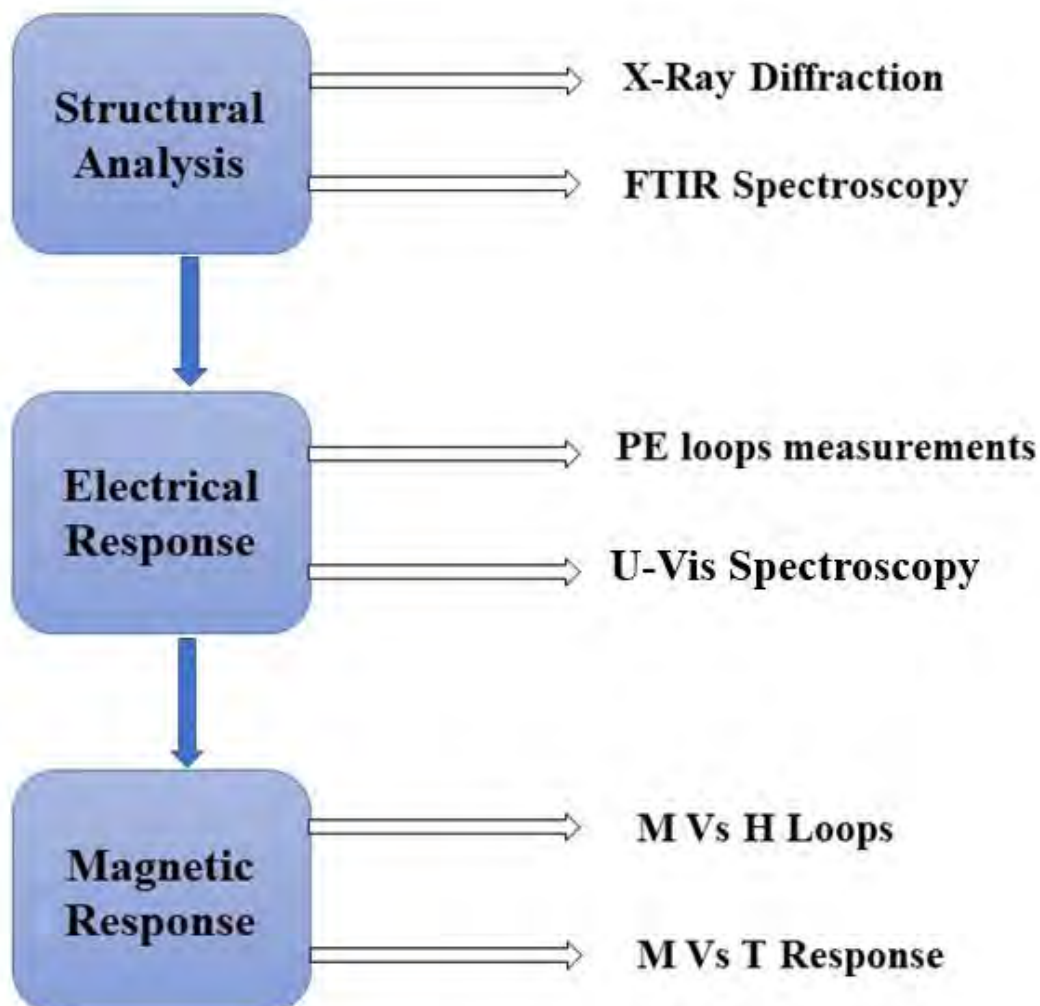 Structural
Analysis
X-Ray Diffraction
FTIR Spectroscopy
Electrical
Response
PE loops measurements
U-Vis Spectroscopy
Magnetic
Response
M Vs H Loops
M Vs T Response